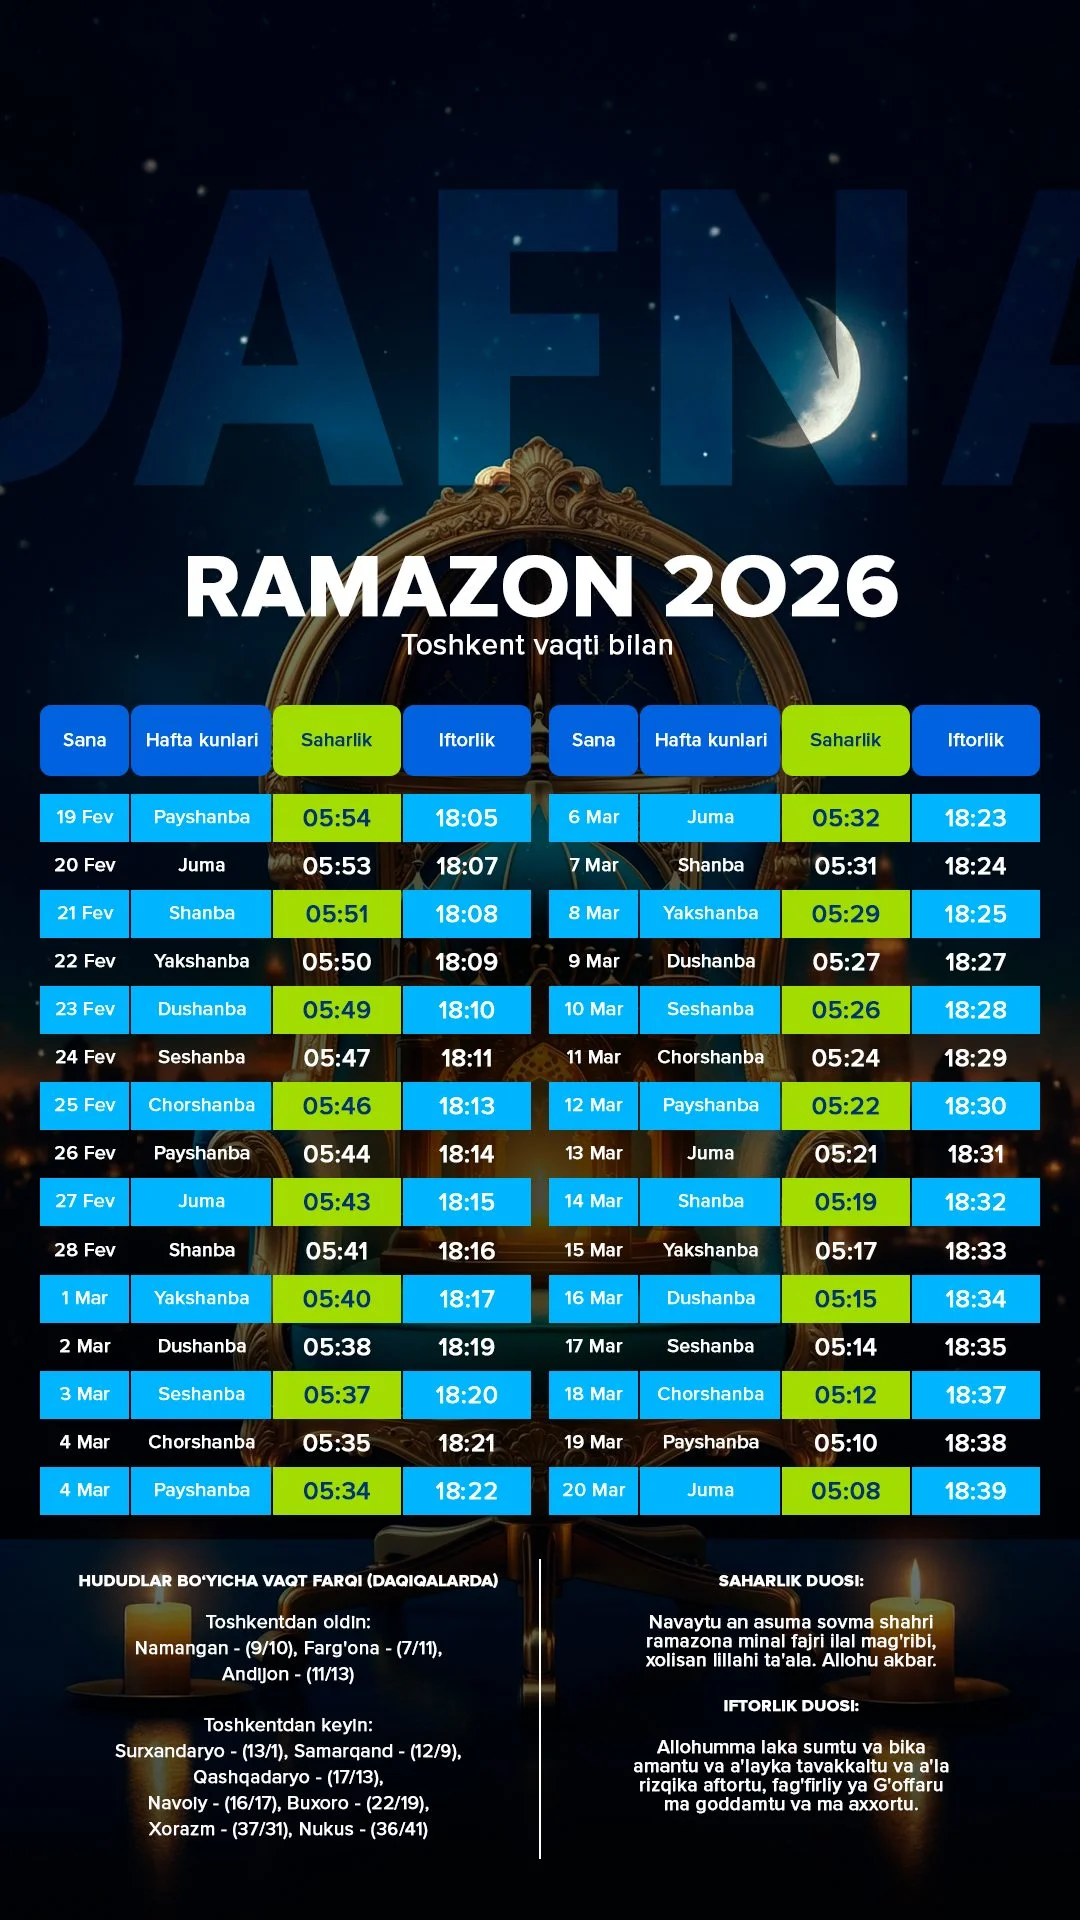 DAFNA
RAMAZON 2026
Toshkent vaqti bilan
Sana Hafta kunlari Saharlik Iftorlik Sana Hafta kunlari Saharlik Iftorlik
19 Fev Payshanba 05:54 18:05 6 Mar Juma 05:32 18:23
20 Fev Juma 05:53 18:07 7 Mar Shanba 05:31 18:24
21 Fev Shanba 05:51 18:08 8 Mar Yakshanba 05:29 18:25
22 Fev Yakshanba 05:50 18:09 9 Mar Dushanba 05:27 18:27
23 Fev Dushanba 05:49 18:10 10 Mar Seshanba 05:26 18:28
24 Fev Seshanba 05:47 18:11 11 Mar Chorshanba 05:24 18:29
25 Fev Chorshanba 05:46 18:13 12 Mar Payshanba 05:22 18:30
26 Fev Payshanba 05:44 18:14 13 Mar Juma 05:21 18:31
27 Fev Juma 05:43 18:15 14 Mar Shanba 05:19 18:32
28 Fev Shanba 05:41 18:16 15 Mar Yakshanba 05:17 18:33
1 Mar Yakshanba 05:40 18:17 16 Mar Dushanba 05:15 18:34
2 Mar Dushanba 05:38 18:19 17 Mar Seshanba 05:14 18:35
3 Mar Seshanba 05:37 18:20 18 Mar Chorshanba 05:12 18:37
4 Mar Chorshanba 05:35 18:21 19 Mar Payshanba 05:10 18:38
4 Mar Payshanba 05:34 18:22 20 Mar Juma 05:08 18:39
HUDUDLAR BO‘YICHA VAQT FARQI (DAQIQALARDA)
Toshkentdan oldin:
Namangan - (9/10), Farg'ona - (7/11),
Andijon - (11/13)
Toshkentdan keyin:
Surxandaryo - (13/1), Samarqand - (12/9),
Qashqadaryo - (17/13),
Navoly - (16/17), Buxoro - (22/19),
Xorazm - (37/31), Nukus - (36/41)
SAHARLIK DUOSI:
Navaytu an asuma sovma shahri
ramazona minal fajri ilal mag'ribi,
xolisan lillahi ta'ala. Allohu akbar.
IFTORLIK DUOSI:
Allohumma laka sumtu va bika
amantu va a'layka tavakkaltu va a'la
rizqika aftortu, fag'firliy ya G'offaru
ma goddamtu va ma axxortu.